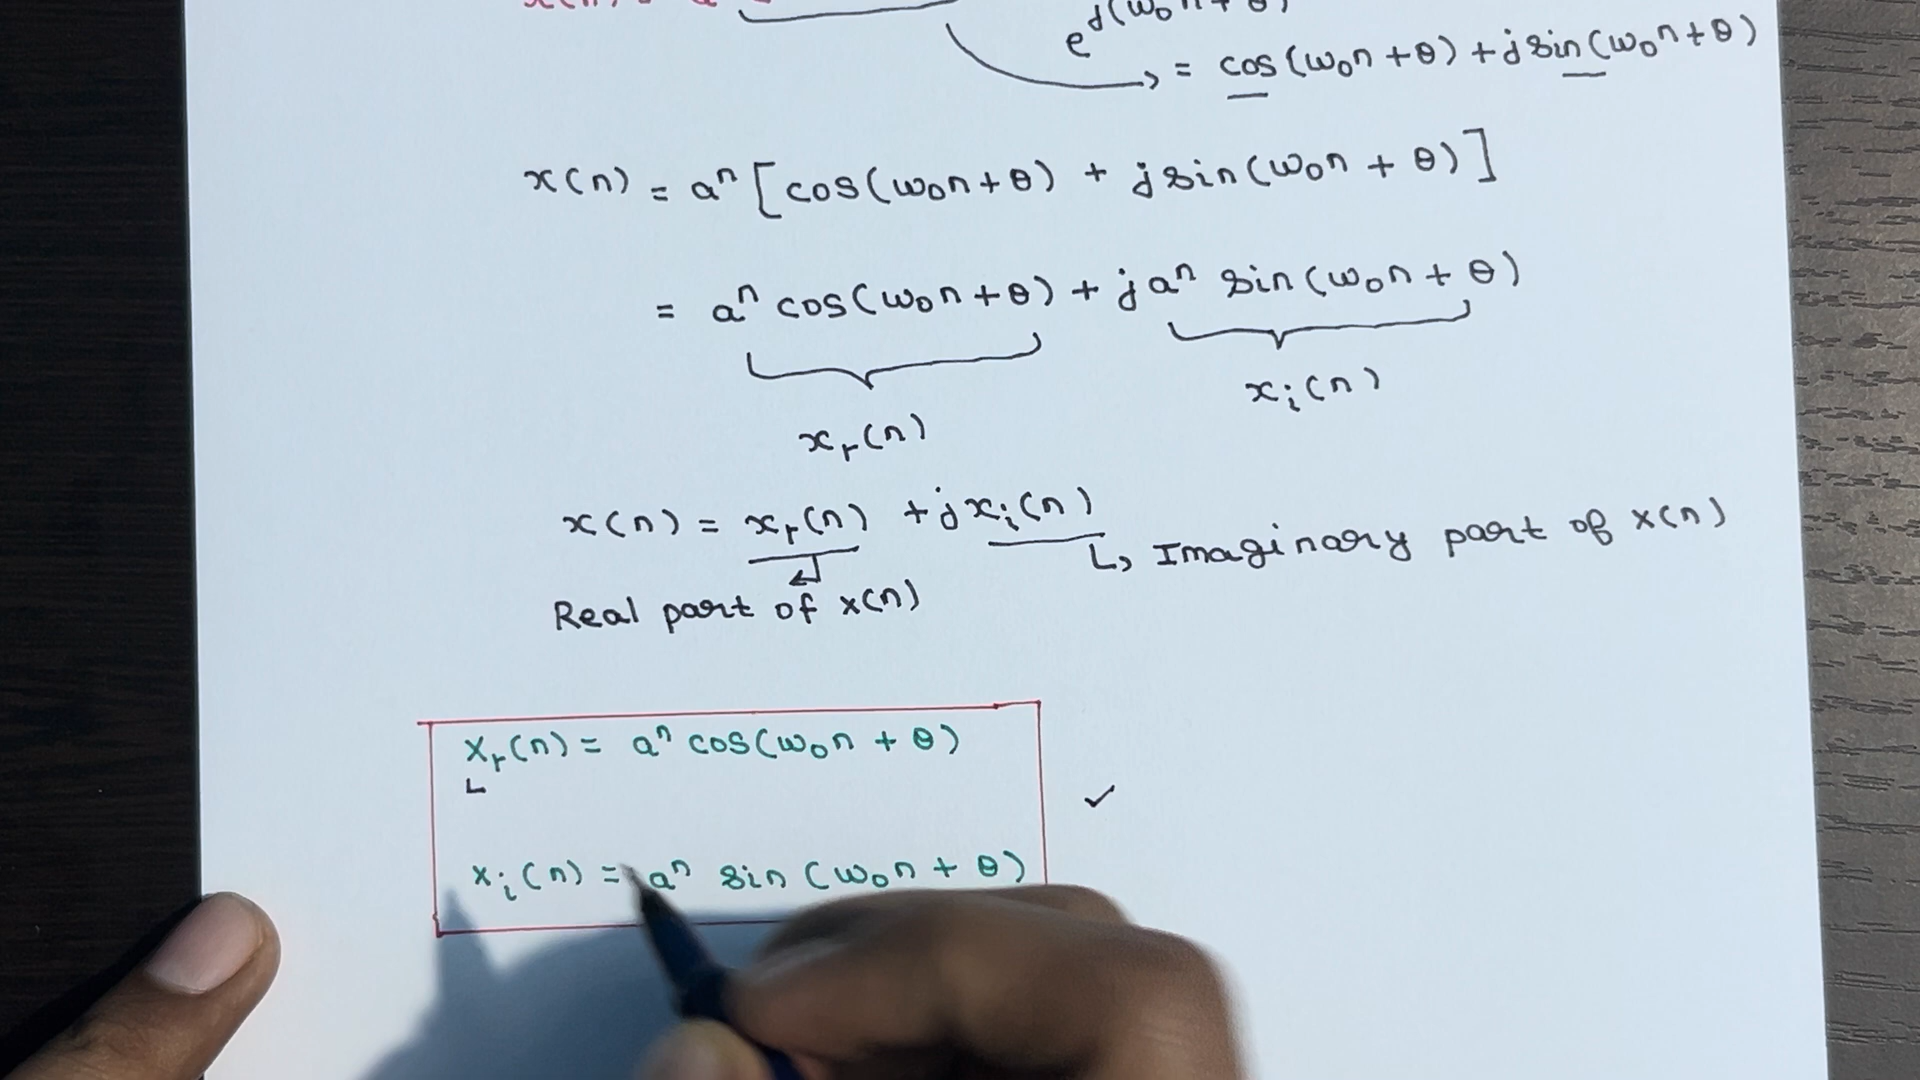 x(n) = a
e^j(ω₀n + θ)
= cos(ω₀n + θ) + j sin(ω₀n + θ)
x(n) = aⁿ [cos(ω₀n + θ) + j sin(ω₀n + θ)]
= aⁿ cos(ω₀n + θ) + j aⁿ sin(ω₀n + θ)
xᵣ(n)
xᵢ(n)
x(n) = xᵣ(n) + j xᵢ(n)
Imaginary part of x(n)
Real part of x(n)
xᵣ(n) = aⁿ cos(ω₀n + θ)
xᵢ(n) = aⁿ sin(ω₀n + θ)